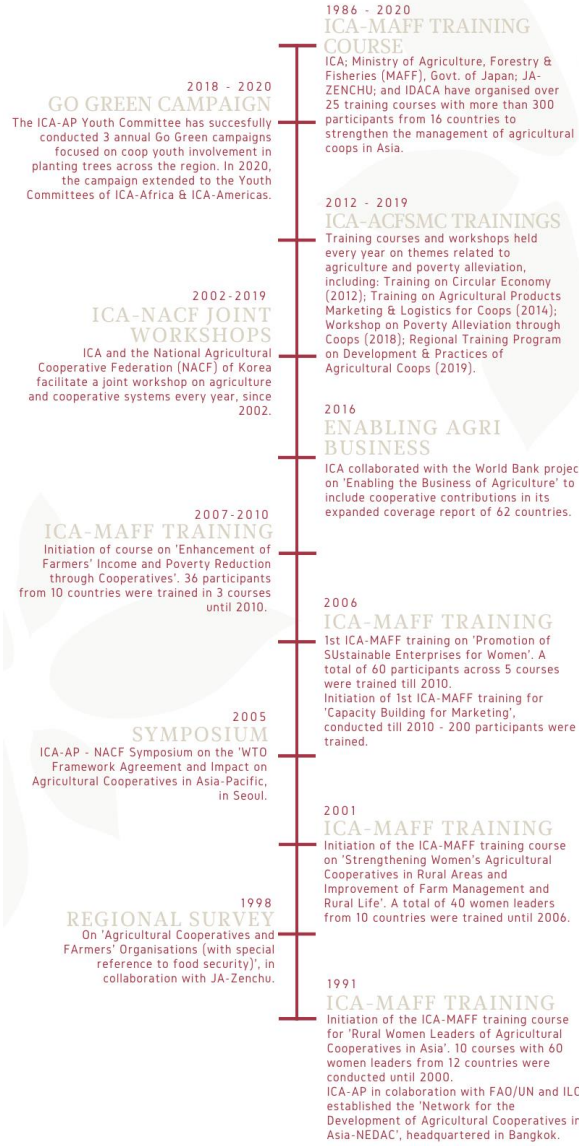 1986 - 2020
ICA-MAFF TRAINING
COURSE
ICA; Ministry of Agriculture, Forestry &
Fisheries (MAFF), Govt. of Japan; JA-
ZENCHU; and IDACA have organised over
25 training courses with more than 300
participants from 16 countries to
strengthen the management of agricultural
coops in Asia.
2018 - 2020
GO GREEN CAMPAIGN
The ICA-AP Youth Committee has succesfully
conducted 3 annual Go Green campaigns
focused on coop youth involvement in
planting trees across the region. In 2020,
the campaign extended to the Youth
Committees of ICA-Africa & ICA-Americas.
2012 - 2019
ICA-ACFSMC TRAININGS
Training courses and workshops held
every year on themes related to
agriculture and poverty alleviation,
including: Training on Circular Economy
(2012); Training on Agricultural Products
Marketing & Logistics for Coops (2014);
Workshop on Poverty Alleviation through
Coops (2018); Regional Training Program
on Development & Practices of
Agricultural Coops (2019).
2002-2019
ICA-NACF JOINT
WORKSHOPS
ICA and the National Agricultural
Cooperative Federation (NACF) of Korea
facilitate a joint workshop on agriculture
and cooperative systems every year, since
2002.
2016
ENABLING AGRI
BUSINESS
ICA collaborated with the World Bank projec
on 'Enabling the Business of Agriculture' to
include cooperative contributions in its
expanded coverage report of 62 countries.
2007-2010
ICA-MAFF TRAINING
Initiation of course on 'Enhancement of
Farmers' Income and Poverty Reduction
through Cooperatives'. 36 participants
from 10 countries were trained in 3 courses
until 2010.
2006
ICA-MAFF TRAINING
1st ICA-MAFF training on 'Promotion of
SUstainable Enterprises for Women'. A
total of 60 participants across 5 courses
were trained till 2010.
Initiation of 1st ICA-MAFF training for
'Capacity Building for Marketing',
conducted till 2010 - 200 participants were
trained.
2005
SYMPOSIUM
ICA-AP - NACF Symposium on the 'WTO
Framework Agreement and Impact on
Agricultural Cooperatives in Asia-Pacific,
in Seoul.
2001
ICA-MAFF TRAINING
Initiation of the ICA-MAFF training course
on 'Strengthening Women's Agricultural
Cooperatives in Rural Areas and
Improvement of Farm Management and
Rural Life'. A total of 40 women leaders
from 10 countries were trained until 2006.
1998
REGIONAL SURVEY
On 'Agricultural Cooperatives and
FArmers' Organisations (with special
reference to food security)', in
collaboration with JA-Zenchu.
1991
ICA-MAFF TRAINING
Initiation of the ICA-MAFF training course
for 'Rural Women Leaders of Agricultural
Cooperatives in Asia'. 10 courses with 60
women leaders from 12 countries were
conducted until 2000.
ICA-AP in colaboration with FAO/UN and ILO
established the 'Network for the
Development of Agricultural Cooperatives in
Asia-NEDAC', headquartered in Bangkok.